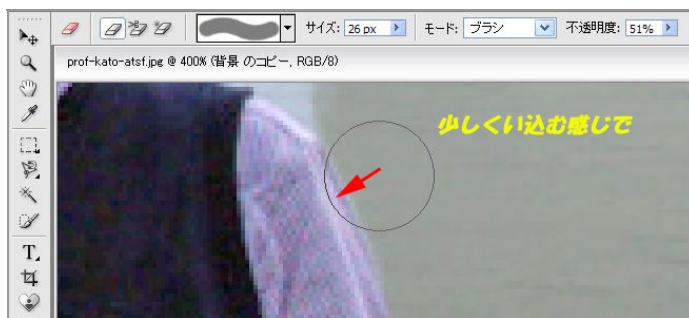 サイズ: 26 px モード: ブラシ 不透明度: 51%
prof-kato-atsf.jpg @ 400% (背景 のコピー, RGB/8)
少しくい込む感じで
T